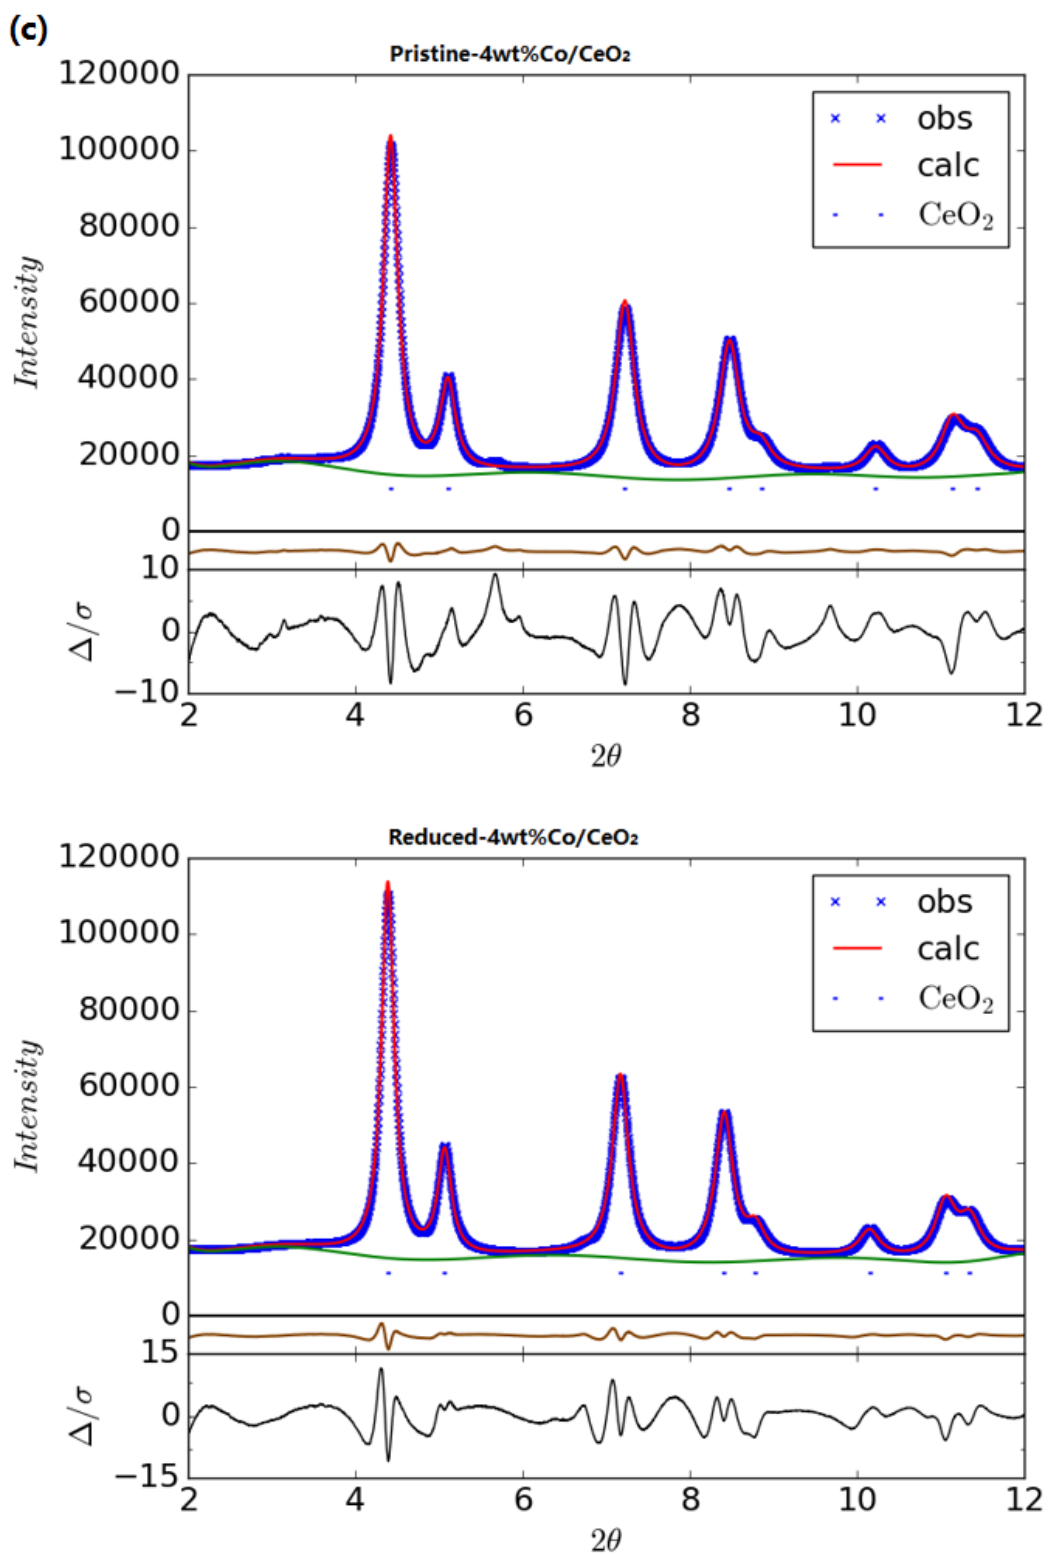 (c)
Pristine-4wt%Co/CeO₂
120000
100000
80000
60000
40000
20000
0
Intensity
obs
calc
CeO₂
10
0
−10
Δ/σ
2 4 6 8 10 12
2θ
Reduced-4wt%Co/CeO₂
120000
100000
80000
60000
40000
20000
0
Intensity
obs
calc
CeO₂
15
0
−15
Δ/σ
2 4 6 8 10 12
2θ